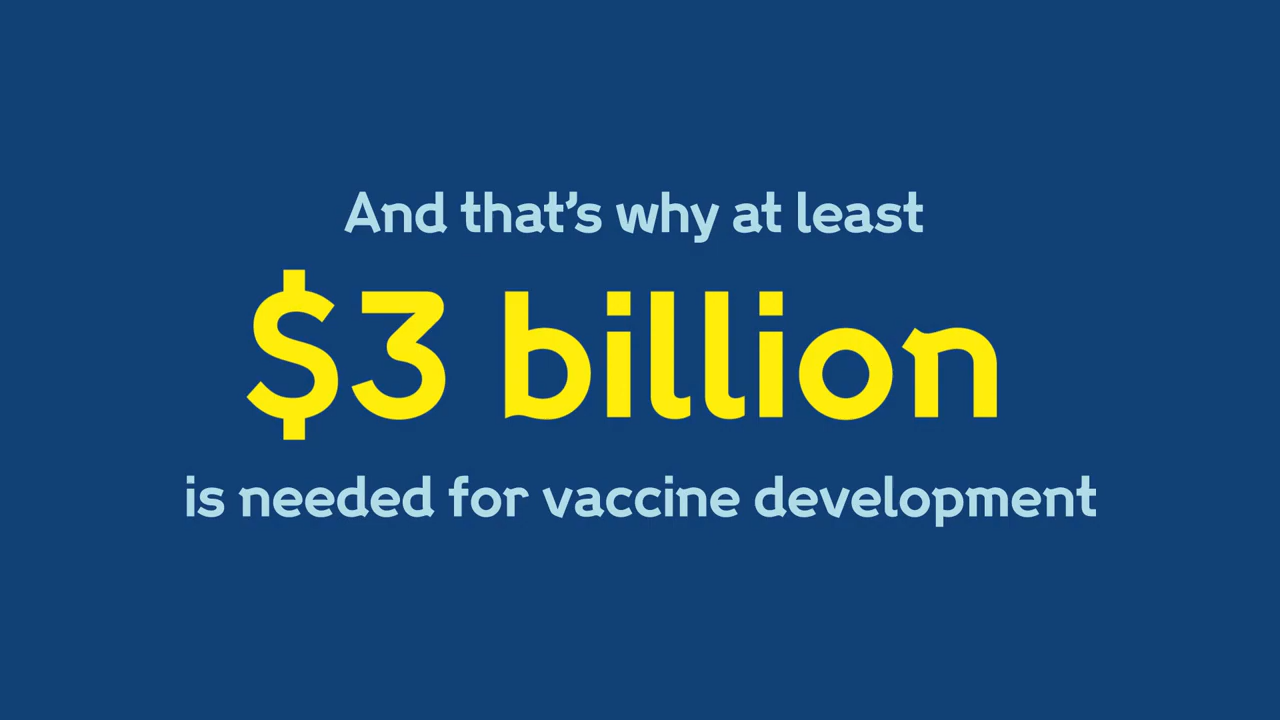 And that's why at least
$3 billion
is needed for vaccine development